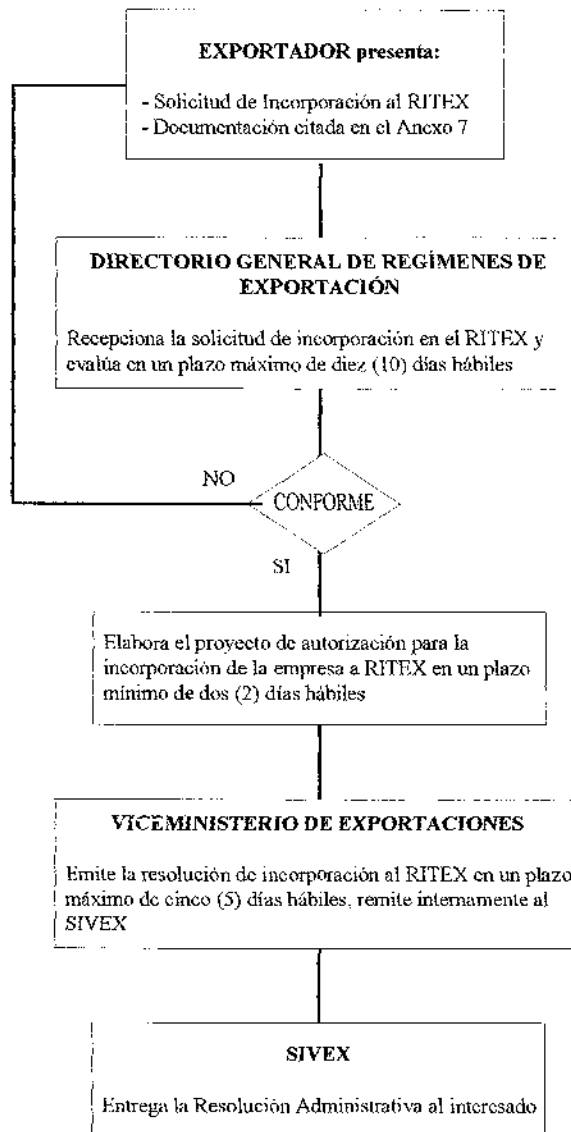 EXPORTADOR presenta:
- Solicitud de Incorporación al RITEX
- Documentación citada en el Anexo 7
DIRECTORIO GENERAL DE REGÍMENES DE
EXPORTACIÓN
Recepciona la solicitud de incorporación en el RITEX y
evalúa en un plazo máximo de diez (10) días hábiles
NO
CONFORME
SI
Elabora el proyecto de autorización para la
incorporación de la empresa a RITEX en un plazo
mínimo de dos (2) días hábiles
VICEMINISTERIO DE EXPORTACIONES
Emite la resolución de incorporación al RITEX en un plazo
máximo de cinco (5) días hábiles, remite internamente al
SIVEX
SIVEX
Entrega la Resolución Administrativa al interesado